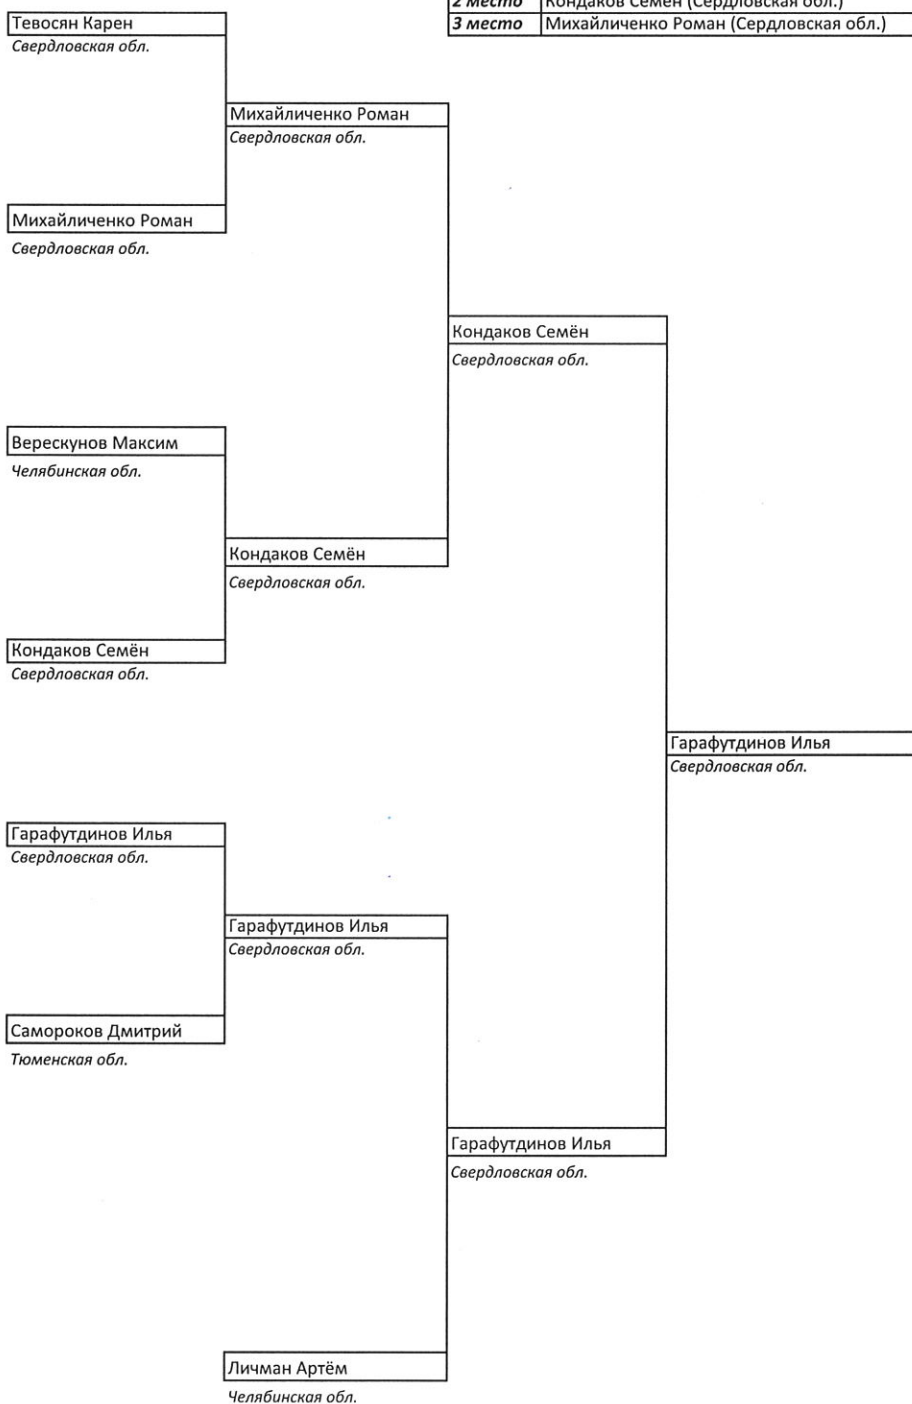 2 место Кондаков Семён (Сердловская обл.)
Тевосян Карен
3 место Михайличенко Роман (Сердловская обл.)
Свердловская обл.
Михайличенко Роман
Свердловская обл.
Михайличенко Роман
Свердловская обл.
Кондаков Семён
Свердловская обл.
Верескунов Максим
Челябинская обл.
Кондаков Семён
Свердловская обл.
Кондаков Семён
Свердловская обл.
Гарафутдинов Илья
Свердловская обл.
Гарафутдинов Илья
Свердловская обл.
Гарафутдинов Илья
Свердловская обл.
Самороков Дмитрий
Тюменская обл.
Гарафутдинов Илья
Свердловская обл.
Личман Артём
Челябинская обл.